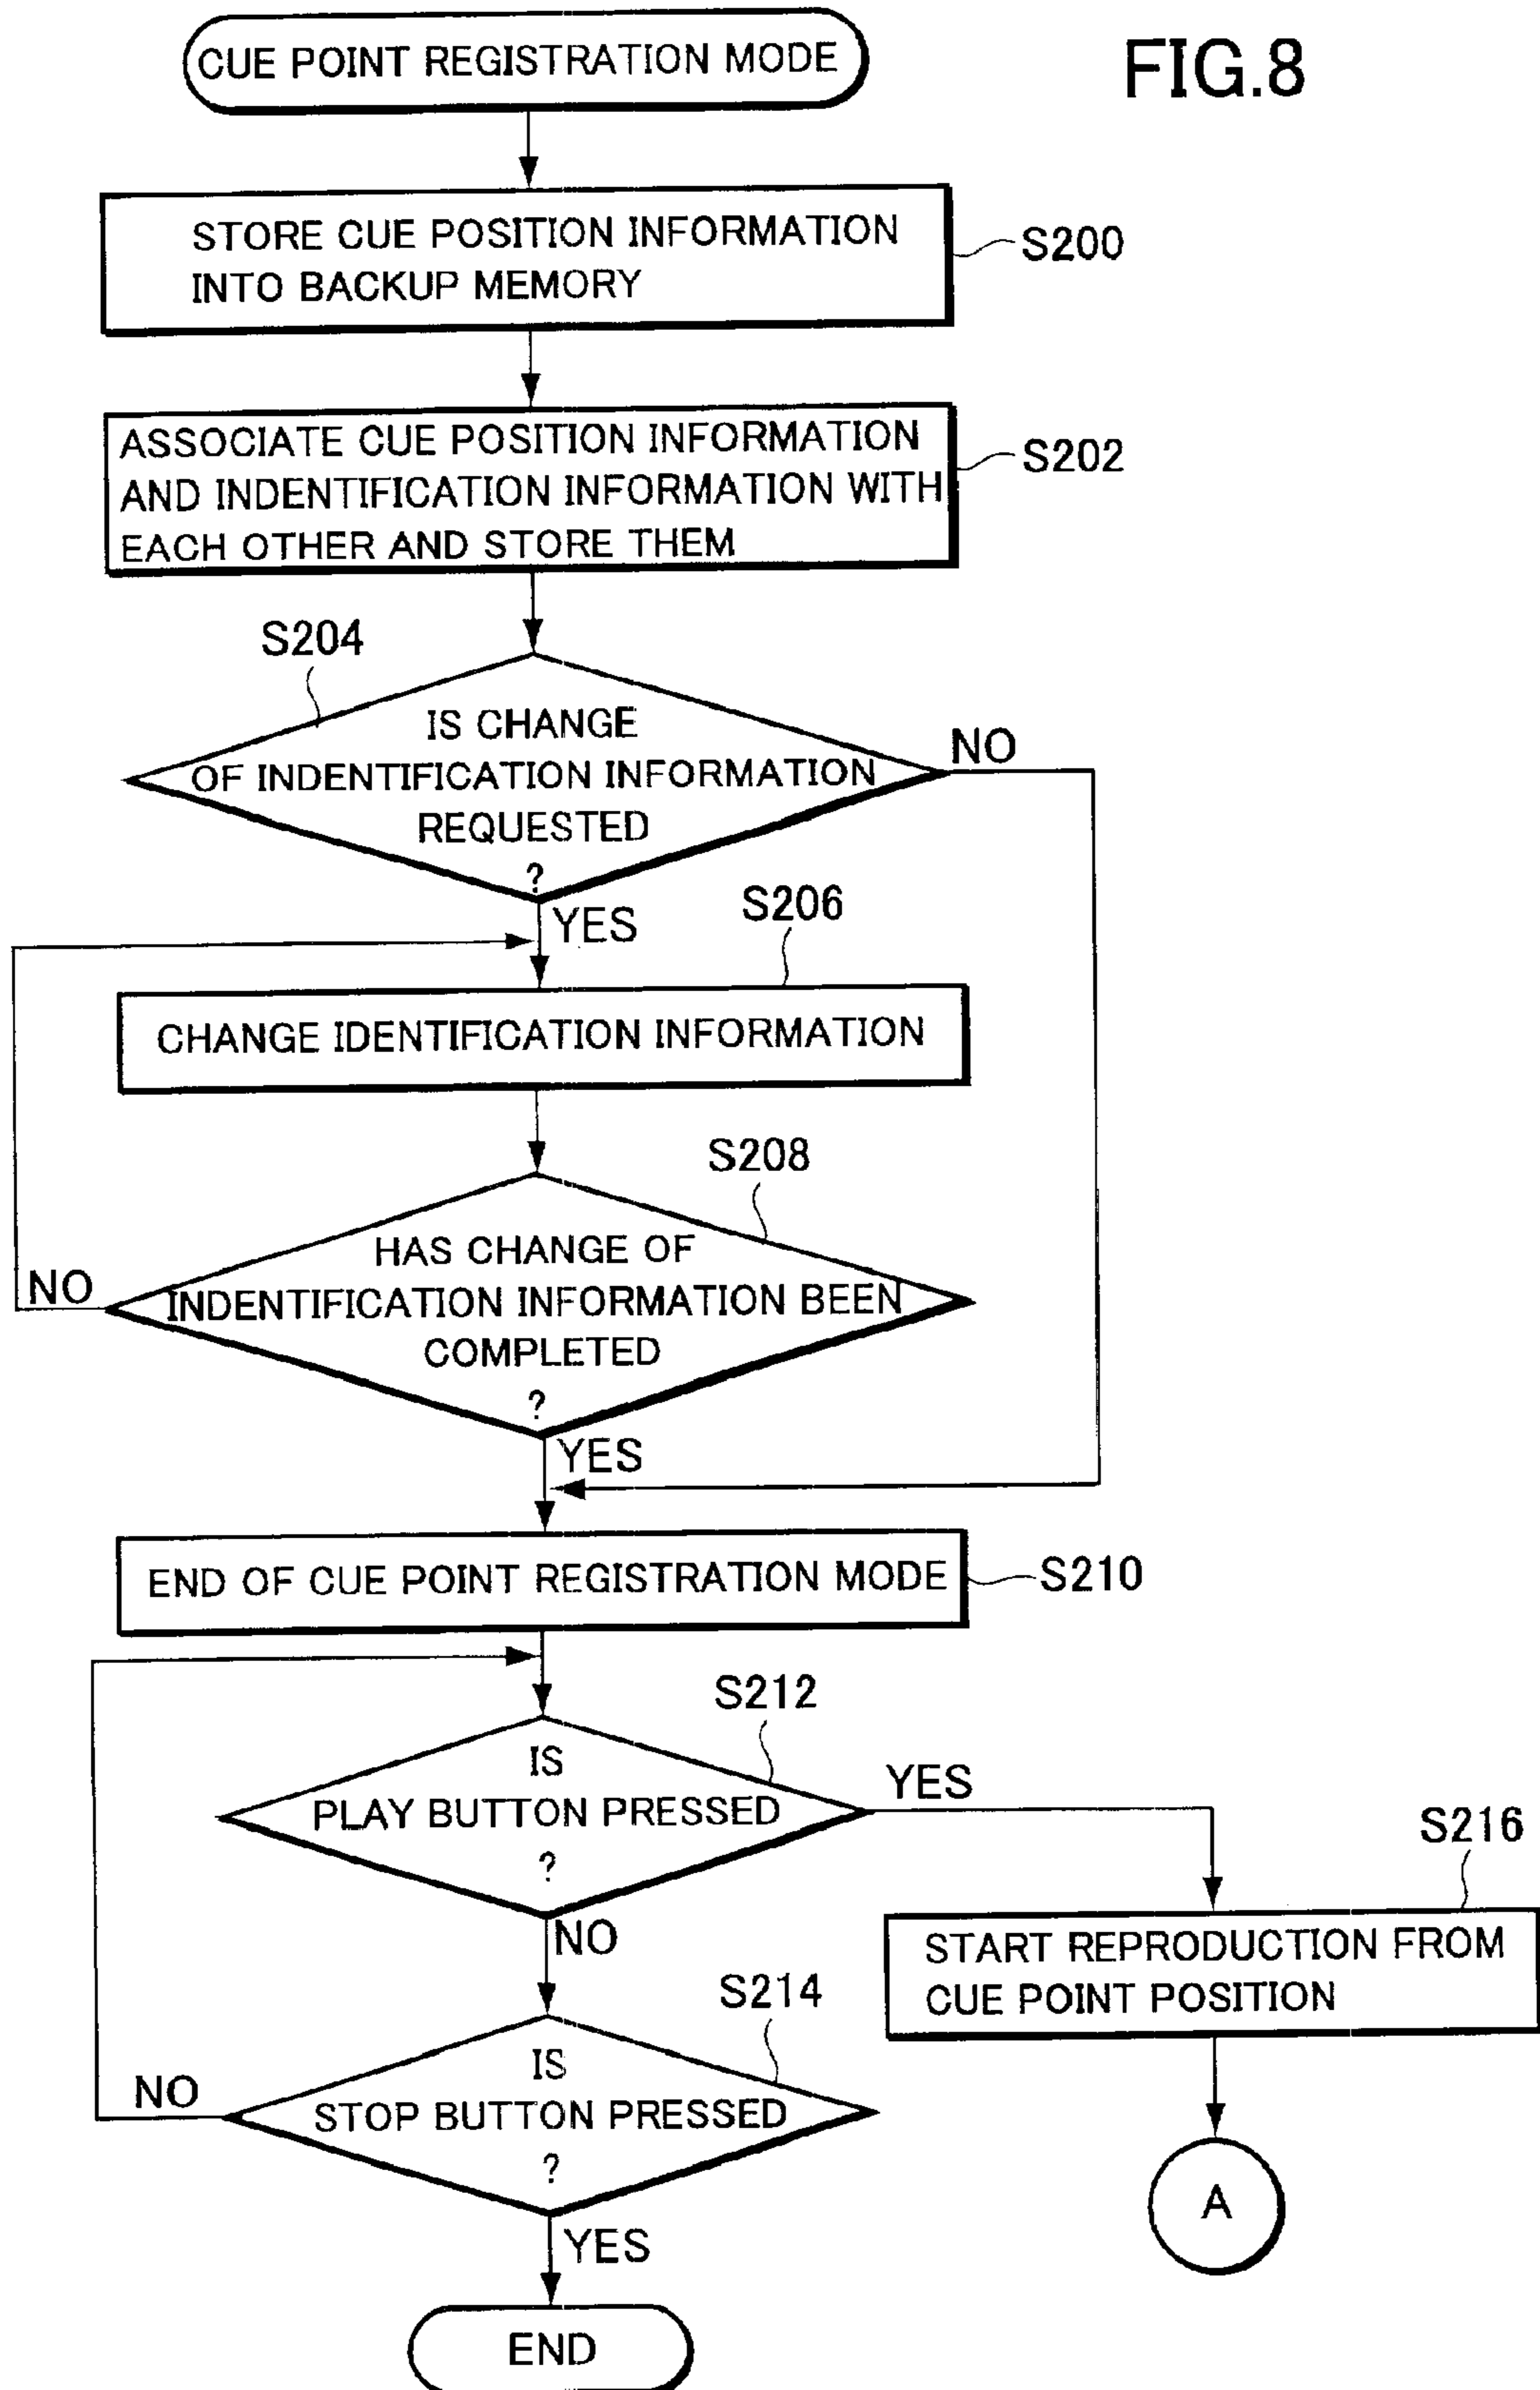 CUE POINT REGISTRATION MODE
FIG.8
STORE CUE POSITION INFORMATION
INTO BACKUP MEMORY
S200
ASSOCIATE CUE POSITION INFORMATION
AND INDENTIFICATION INFORMATION WITH
EACH OTHER AND STORE THEM
S202
S204
IS CHANGE
OF INDENTIFICATION INFORMATION
REQUESTED
?
NO
YES
S206
CHANGE IDENTIFICATION INFORMATION
S208
HAS CHANGE OF
INDENTIFICATION INFORMATION BEEN
COMPLETED
?
NO
YES
END OF CUE POINT REGISTRATION MODE
S210
S212
IS
PLAY BUTTON PRESSED
?
YES
NO
S216
START REPRODUCTION FROM
CUE POINT POSITION
S214
IS
STOP BUTTON PRESSED
?
NO
YES
A
END